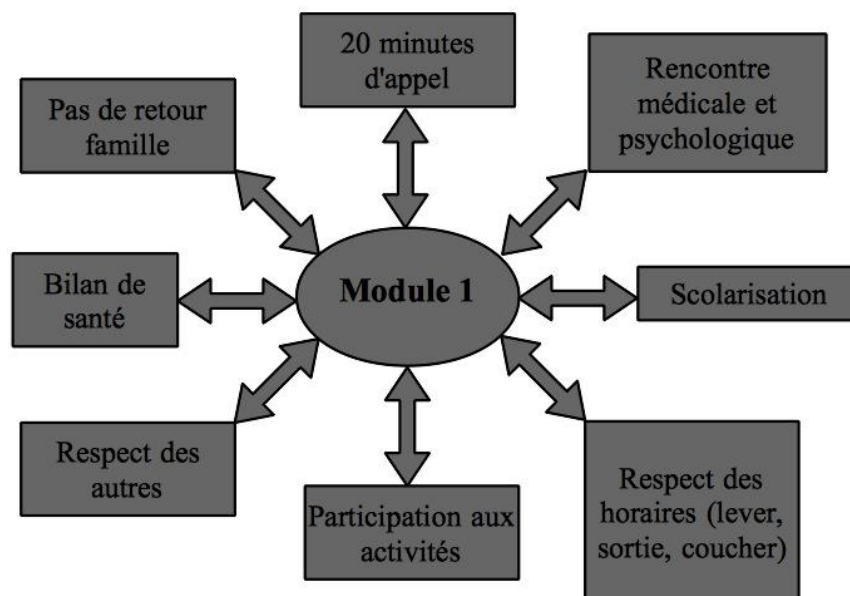 20 minutes
d'appel
Rencontre
médicale et
psychologique
Pas de retour
famille
Bilan de
santé
Module 1
Scolarisation
Respect des
autres
Participation aux
activités
Respect des
horaires (lever,
sortie, coucher)